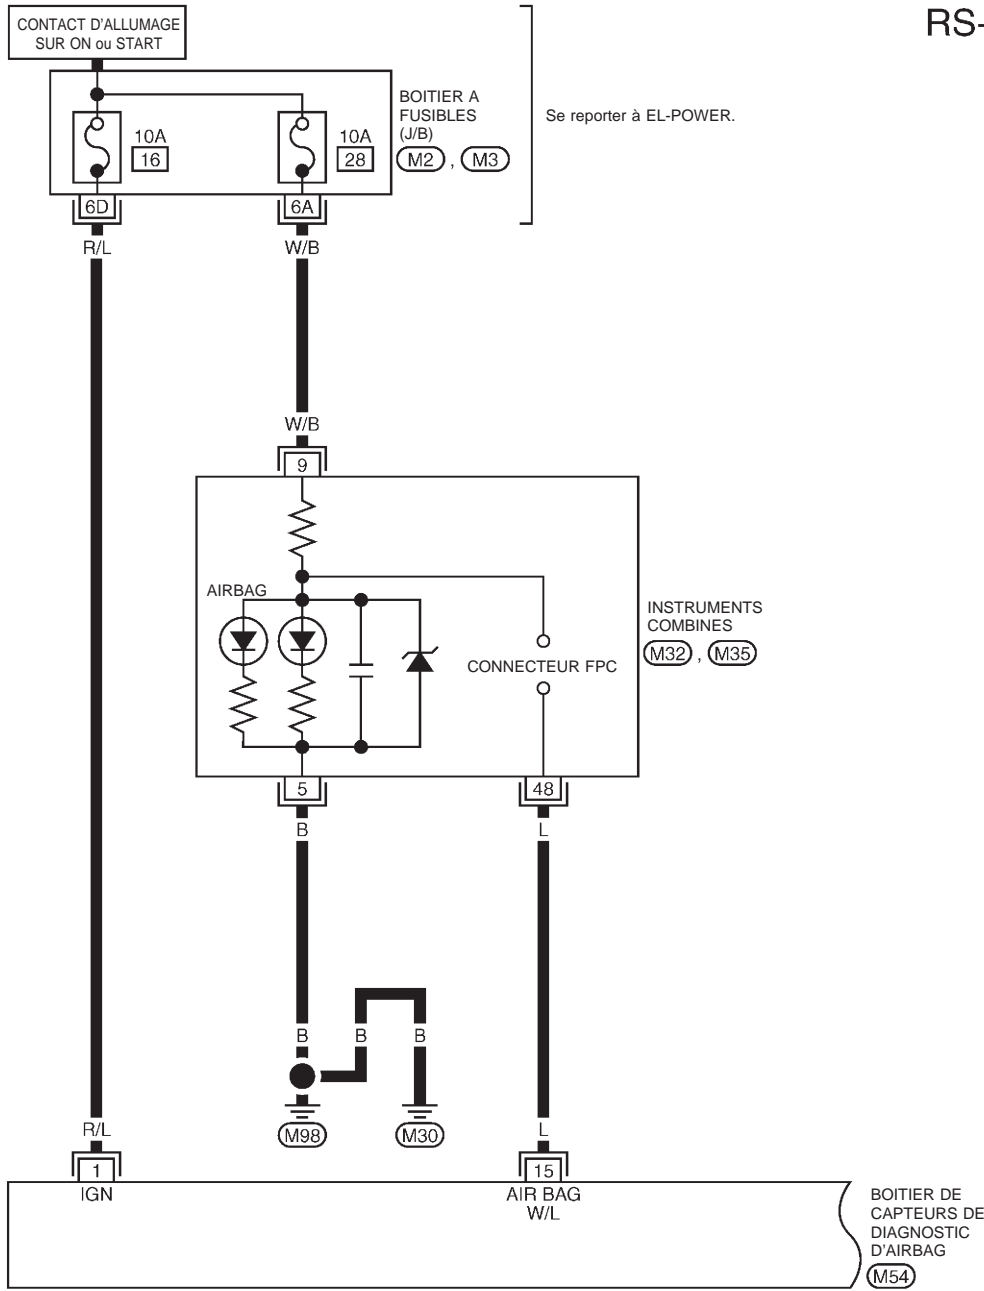 RS-
CONTACT D'ALLUMAGE
SUR ON ou START
BOITIER A
FUSIBLES
(J/B)
M2 , M3
Se reporter à EL-POWER.
10A
16
10A
28
6D
6A
R/L
W/B
W/B
9
AIRBAG
CONNECTEUR FPC
INSTRUMENTS
COMBINES
M32 , M35
5
48
B
L
B
B
B
M98
M30
R/L
L
1
15
IGN
AIR BAG
W/L
BOITIER DE
CAPTEURS DE
DIAGNOSTIC
D'AIRBAG
M54